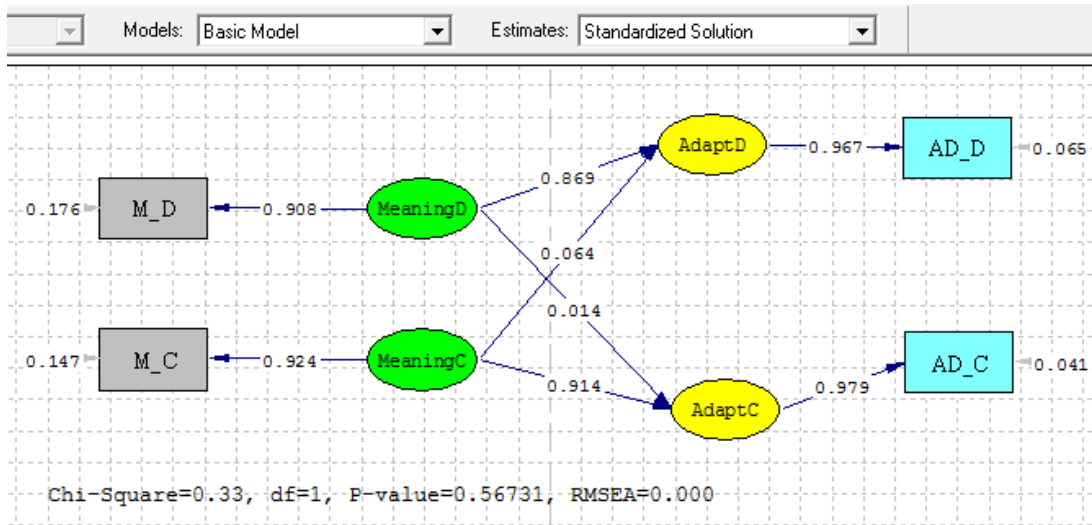 Models: Basic Model Estimates: Standardized Solution
AdaptD 0.967 AD_D 0.065
0.869
0.176 M_D 0.908 MeaningD
0.064
0.014
0.147 M_C 0.924 MeaningC
AD_C 0.041
0.914 0.979
AdaptC
Chi-Square=0.33, df=1, P-value=0.56731, RMSEA=0.000